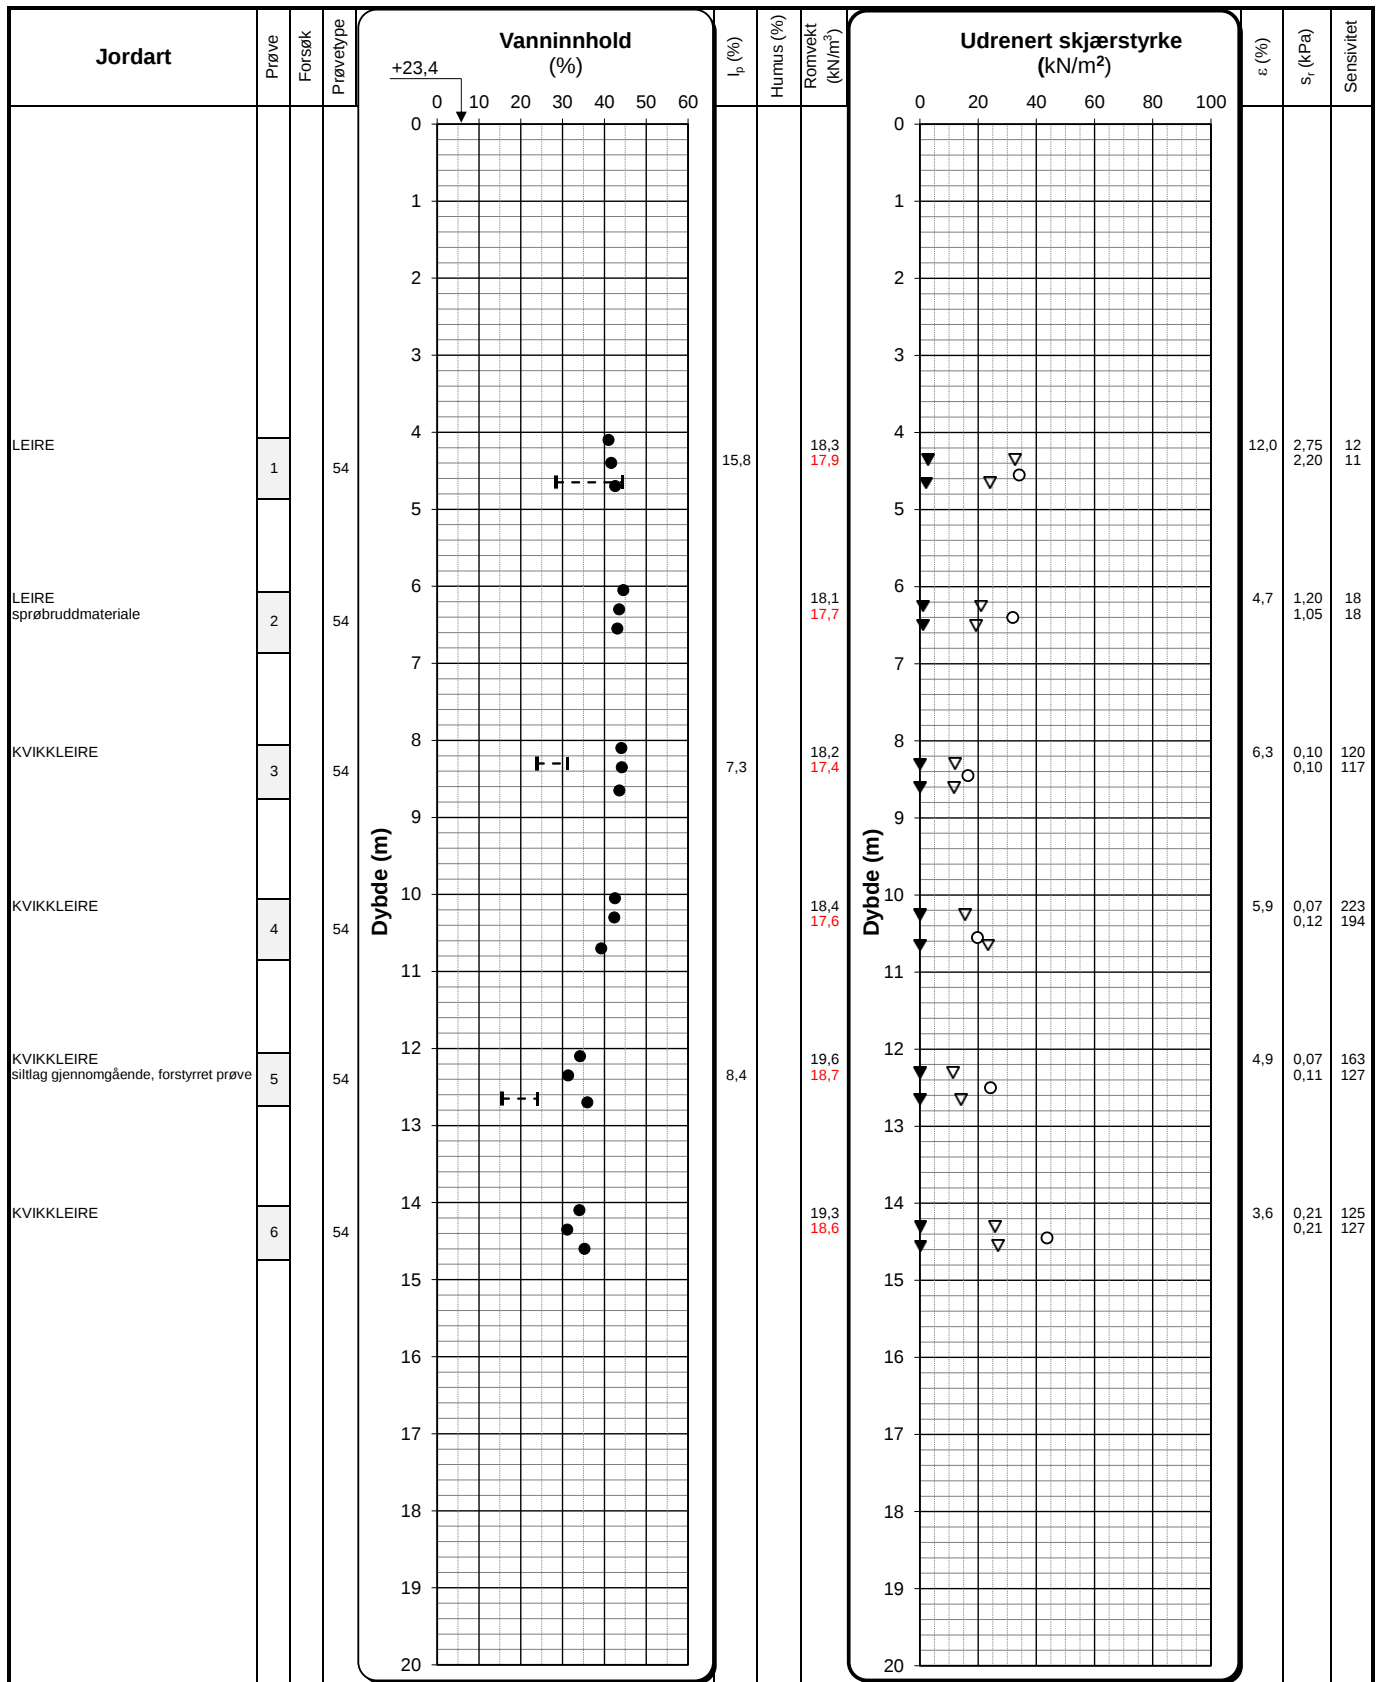 Jordart
Prøve
Forsøk
Prøvetype
Vanninnhold
(%)
+23,4
0 10 20 30 40 50 60
I_p (%)
Humus (%)
Romvekt
(kN/m³)
Udrenert skjærstyrke
(kN/m²)
0 20 40 60 80 100
ε (%)
s_r (kPa)
Sensivitet
Dybde (m)
0
1
2
3
4
5
6
7
8
9
10
11
12
13
14
15
16
17
18
19
20
Dybde (m)
0
1
2
3
4
5
6
7
8
9
10
11
12
13
14
15
16
17
18
19
20
LEIRE
1 54 15,8
18,3
17,9
12,0 2,75 12
2,20 11
LEIRE
sprøbruddmateriale
2 54
18,1
17,7
4,7 1,20 18
1,05 18
KVIKKLEIRE
3 54 7,3
18,2
17,4
6,3 0,10 120
0,10 117
KVIKKLEIRE
4 54
18,4
17,6
5,9 0,07 223
0,12 194
KVIKKLEIRE
siltlag gjennomgående, forstyrret prøve
5 54 8,4
19,6
18,7
4,9 0,07 163
0,11 127
KVIKKLEIRE
6 54
19,3
18,6
3,6 0,21 125
0,21 127